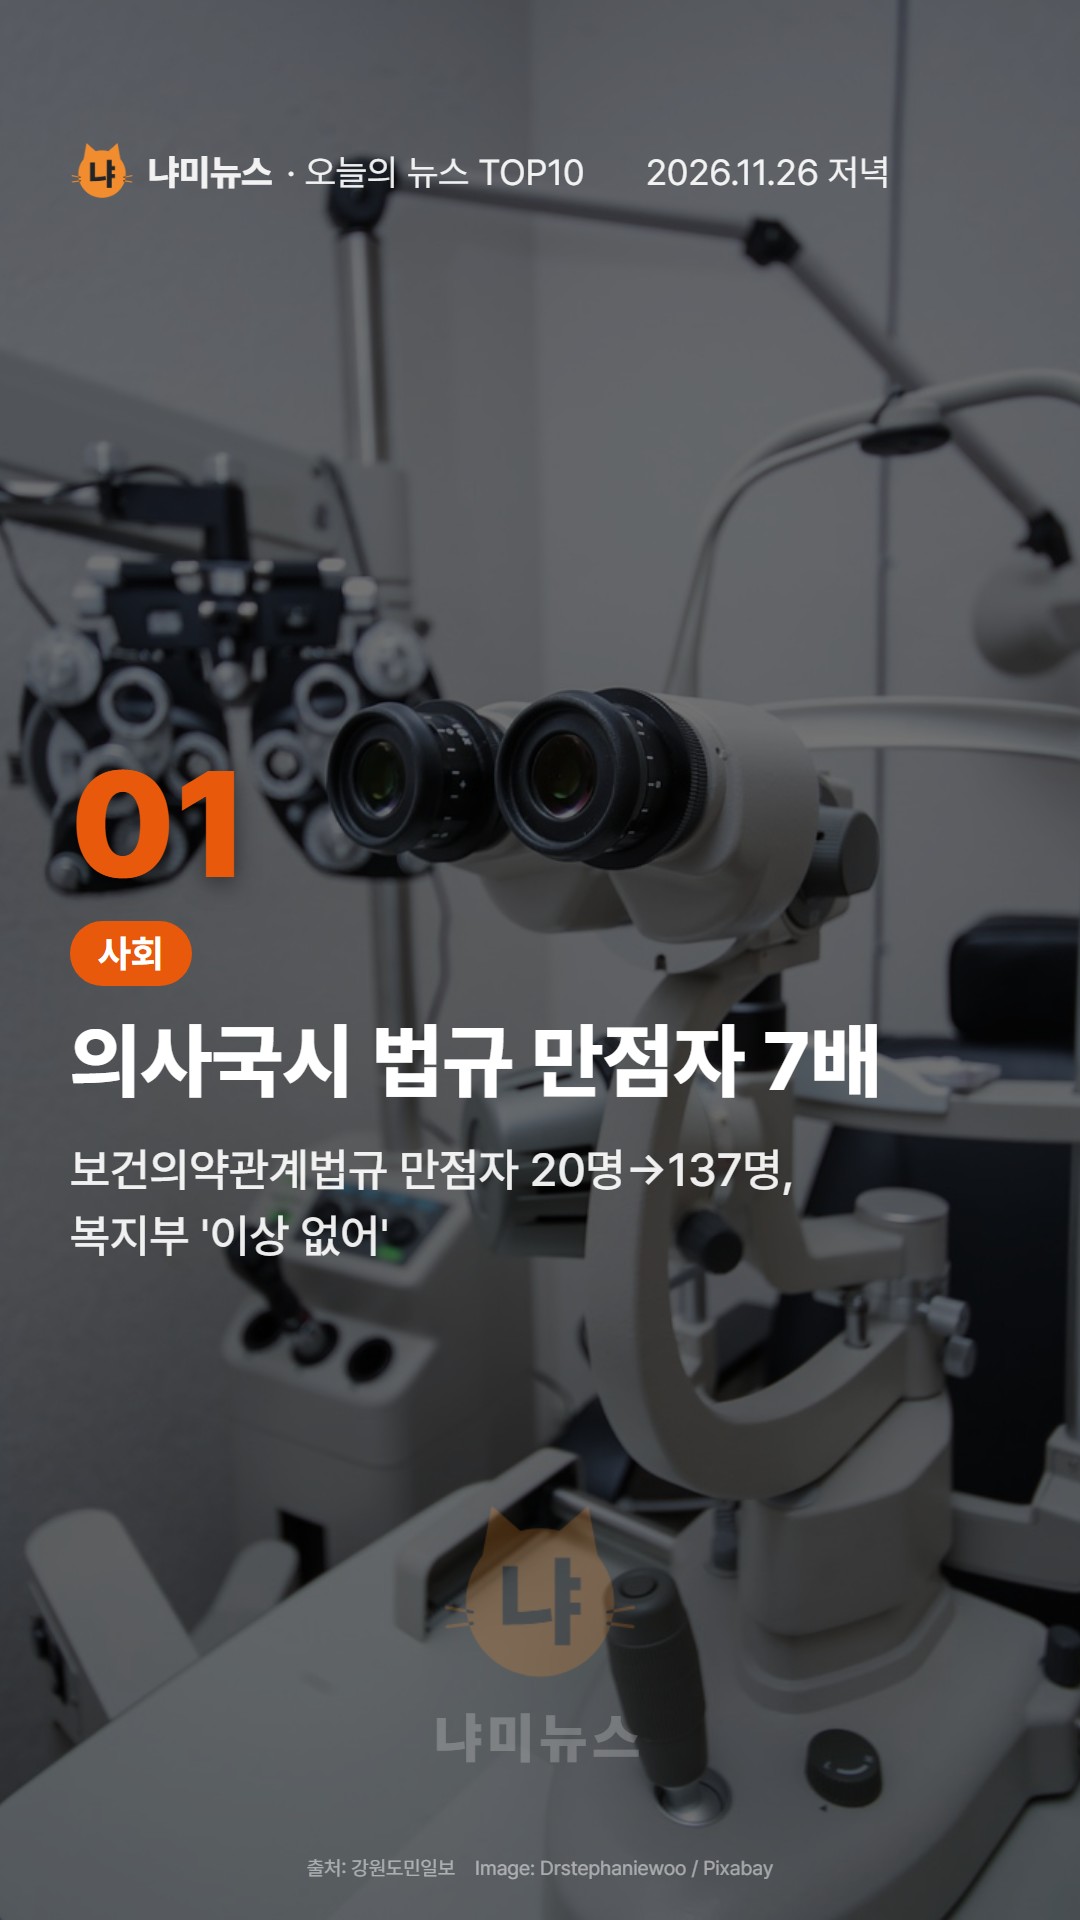 냐 냐미뉴스 · 오늘의 뉴스 TOP10 2026.11.26 저녁
01
사회
의사국시 법규 만점자 7배
보건의약관계법규 만점자 20명→137명,
복지부 '이상 없어'
냐
냐미뉴스
출처: 강원도민일보 Image: Drstephaniewoo / Pixabay